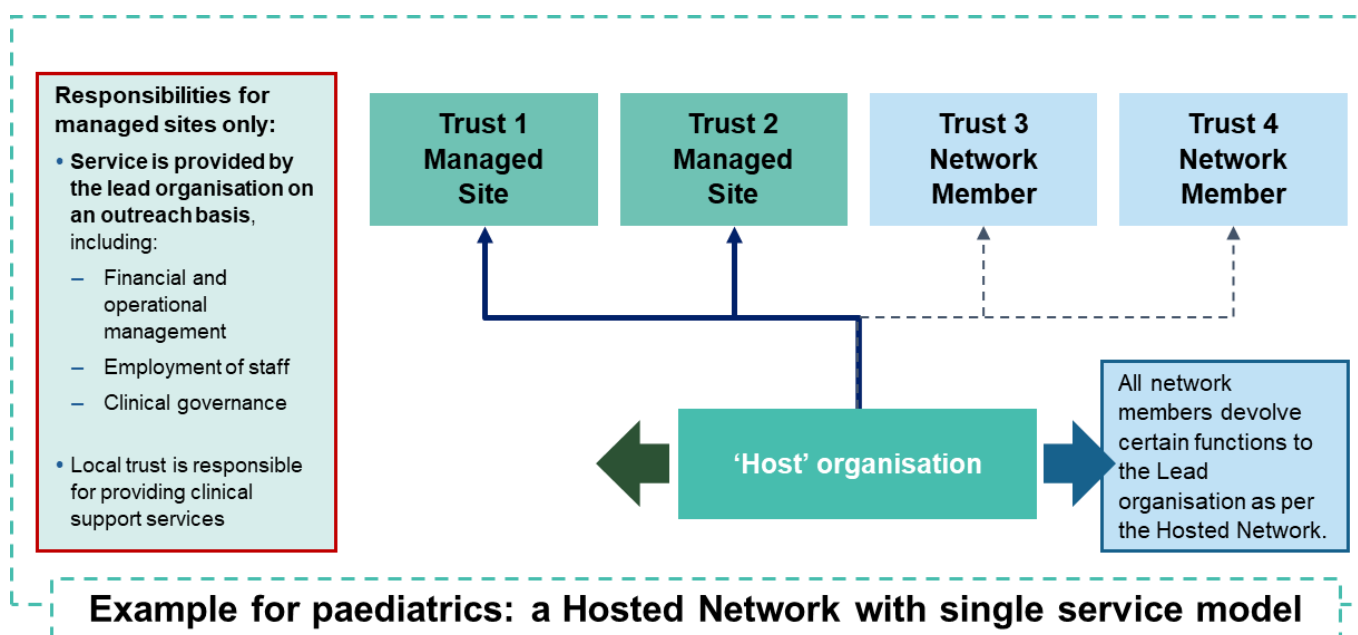 Responsibilities for
managed sites only:
• Service is provided by
the lead organisation on
an outreach basis,
including:
– Financial and
operational
management
– Employment of staff
– Clinical governance
• Local trust is responsible
for providing clinical
support services
Trust 1
Managed
Site
Trust 2
Managed
Site
Trust 3
Network
Member
Trust 4
Network
Member
‘Host’ organisation
All network
members devolve
certain functions to
the Lead
organisation as per
the Hosted Network.
Example for paediatrics: a Hosted Network with single service model